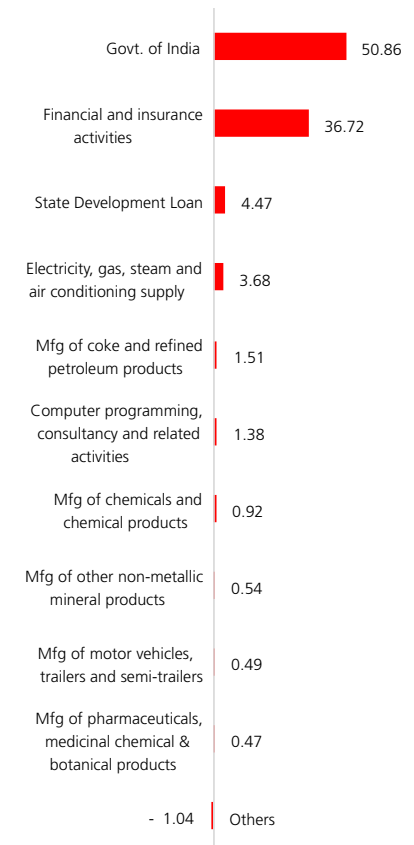 Govt. of India 50.86
Financial and insurance
activities
36.72
State Development Loan 4.47
Electricity, gas, steam and
air conditioning supply
3.68
Mfg of coke and refined
petroleum products
1.51
Computer programming,
consultancy and related
activities
1.38
Mfg of chemicals and
chemical products
0.92
Mfg of other non-metallic
mineral products
0.54
Mfg of motor vehicles,
trailers and semi-trailers
0.49
Mfg of pharmaceuticals,
medicinal chemical &
botanical products
0.47
- 1.04 Others